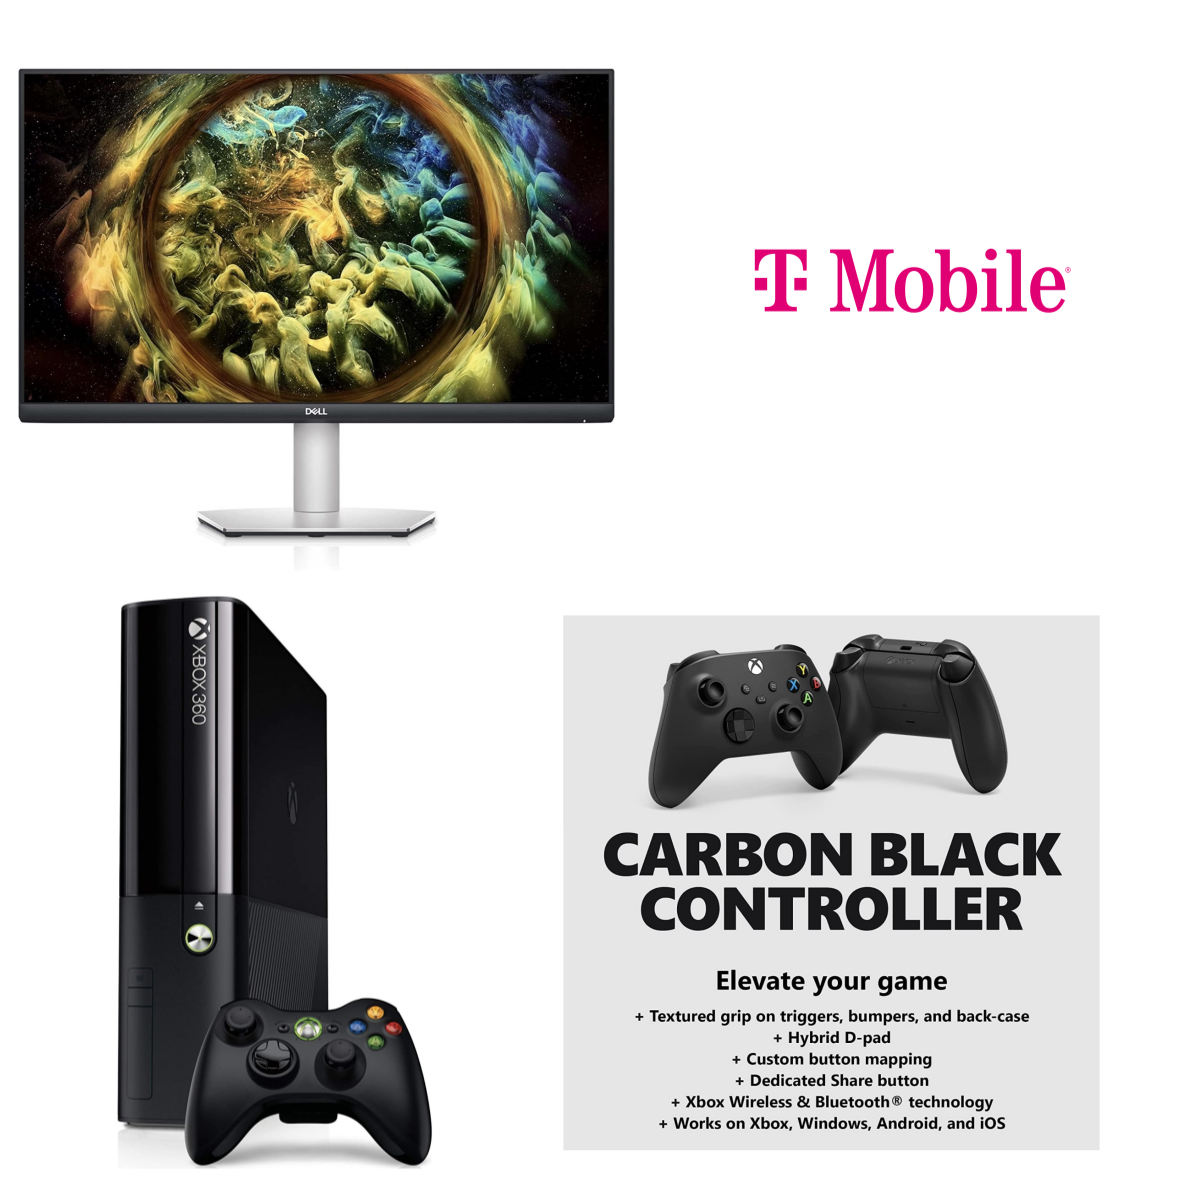 DELL
T Mobile®
XBOX 360
Y
X
B
A
CARBON BLACK
CONTROLLER
Elevate your game
+ Textured grip on triggers, bumpers, and back-case
+ Hybrid D-pad
+ Custom button mapping
+ Dedicated Share button
+ Xbox Wireless & Bluetooth® technology
+ Works on Xbox, Windows, Android, and iOS